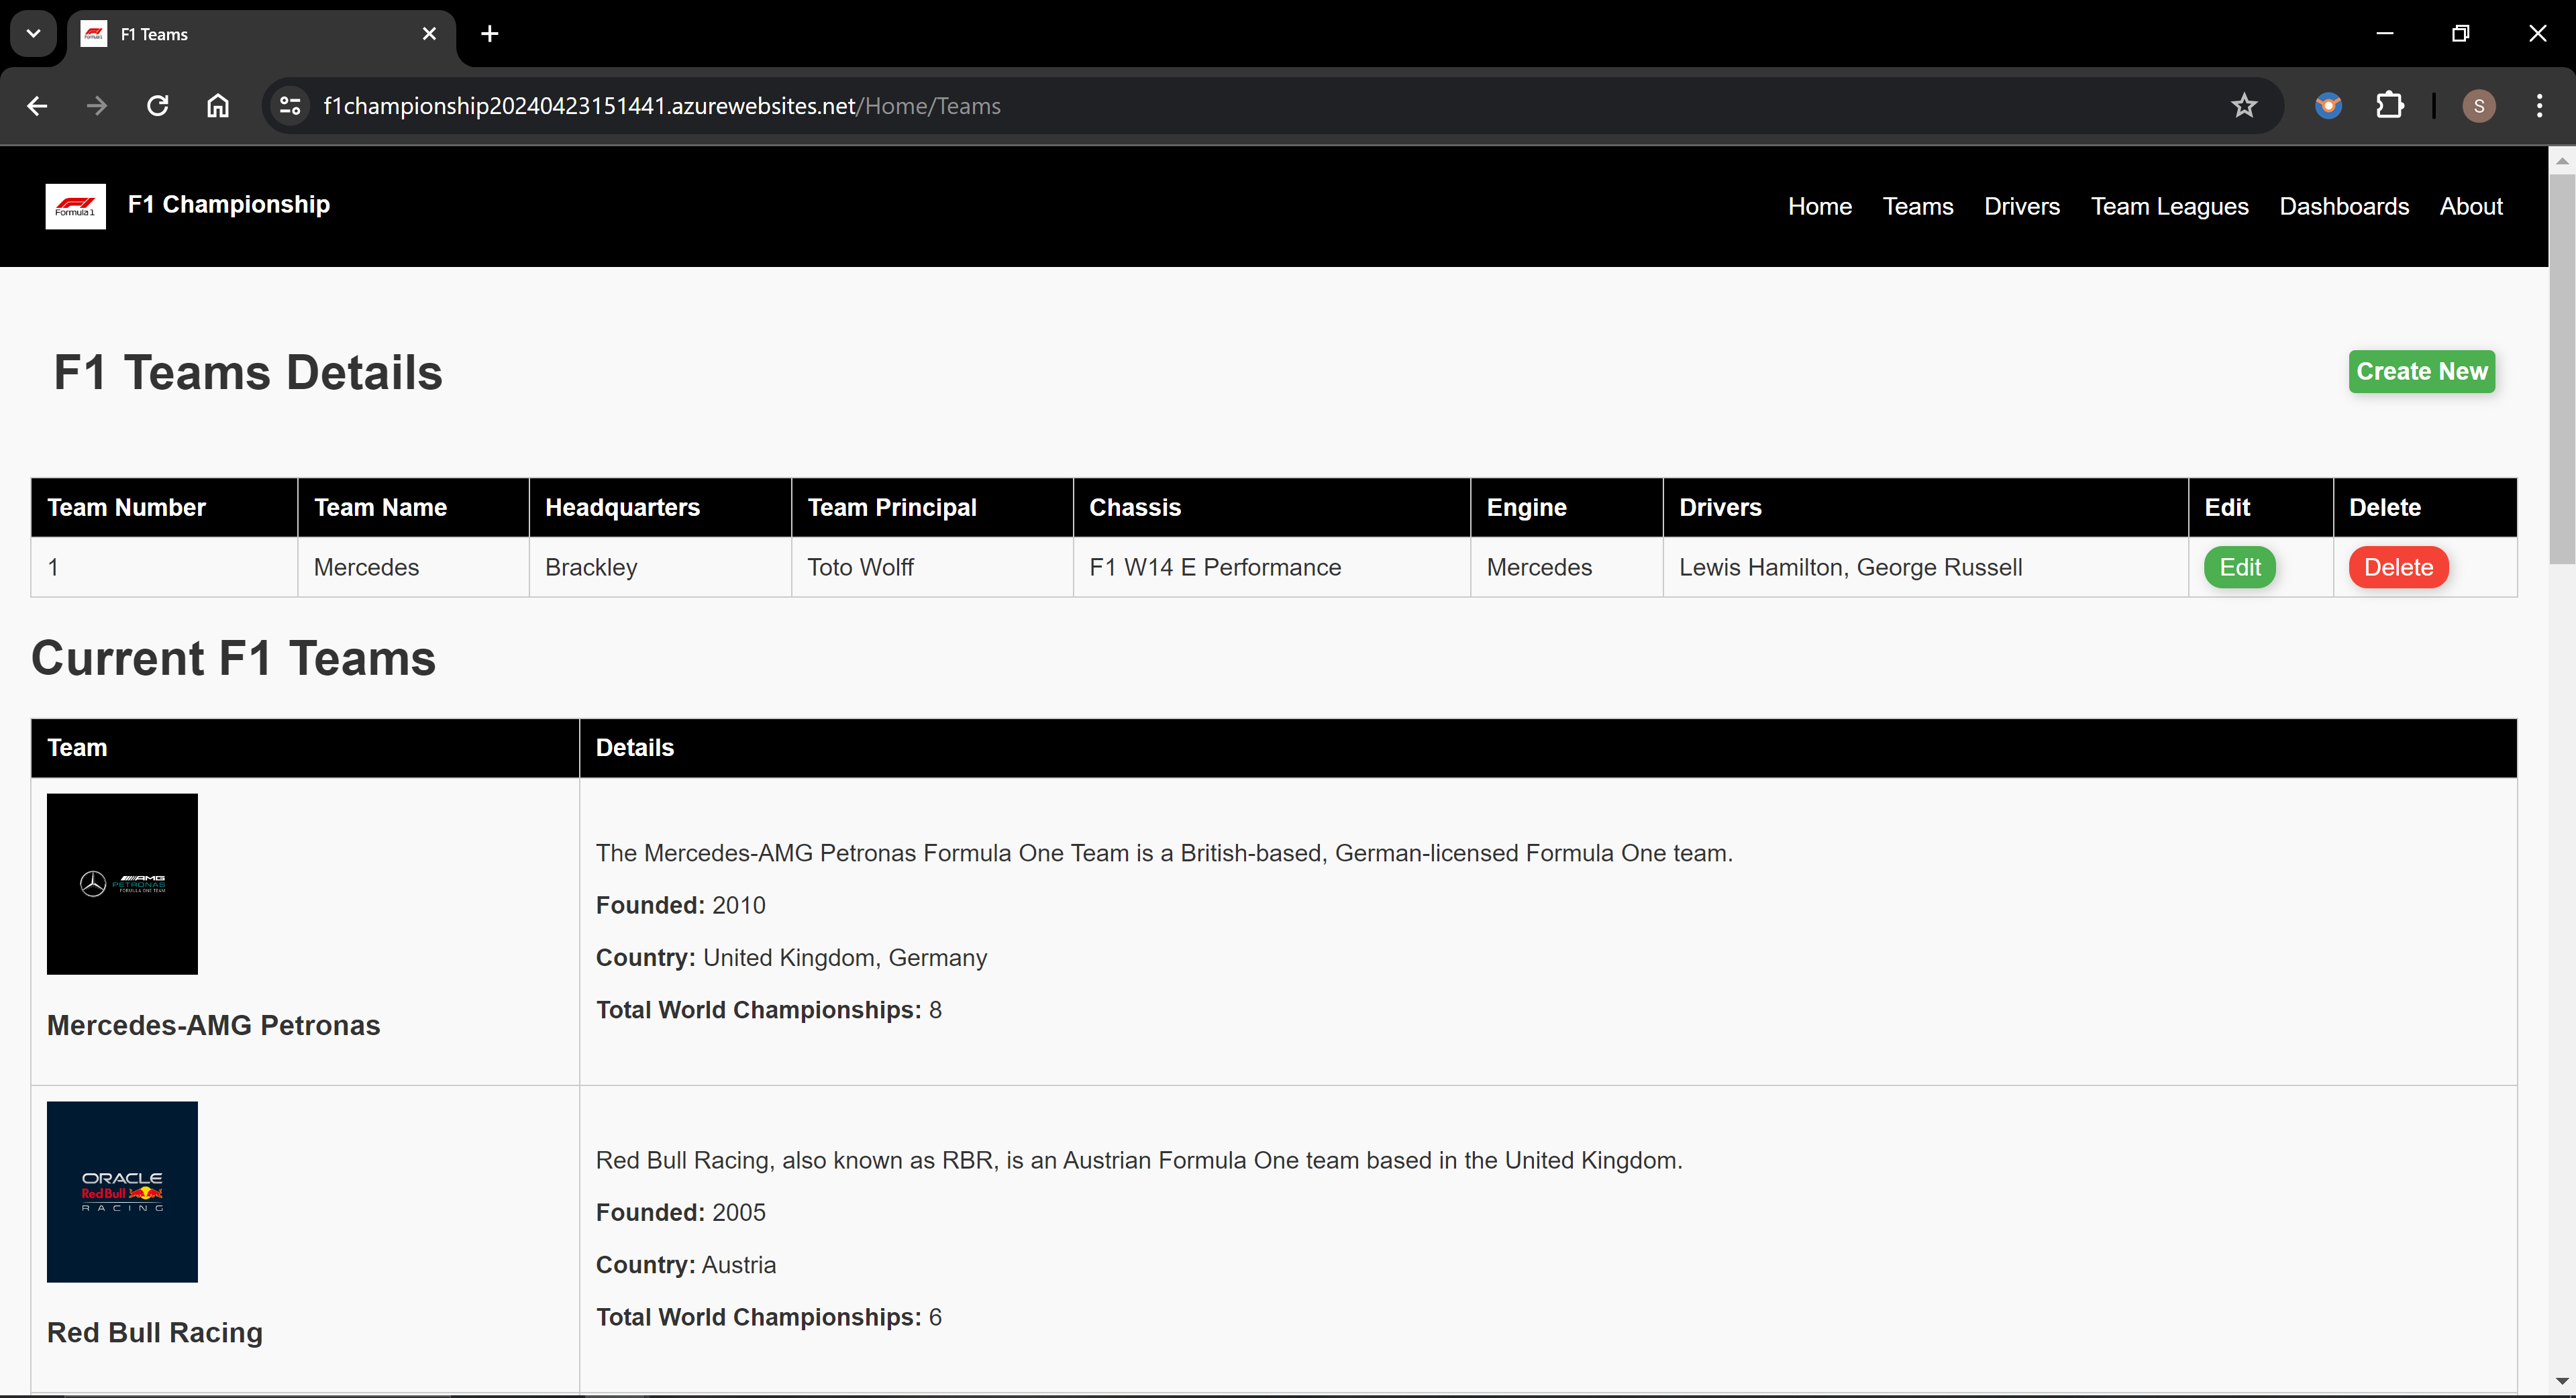 F1 Teams
f1championship20240423151441.azurewebsites.net/Home/Teams
S
Formula 1
F1 Championship
Home Teams Drivers Team Leagues Dashboards About
F1 Teams Details
Create New
Team Number Team Name Headquarters Team Principal Chassis Engine Drivers Edit Delete
1 Mercedes Brackley Toto Wolff F1 W14 E Performance Mercedes Lewis Hamilton, George Russell Edit Delete
Current F1 Teams
Team Details
AMG
PETRONAS
FORMULA ONE TEAM
Mercedes-AMG Petronas
The Mercedes-AMG Petronas Formula One Team is a British-based, German-licensed Formula One team.
Founded: 2010
Country: United Kingdom, Germany
Total World Championships: 8
ORACLE
Red Bull
RACING
Red Bull Racing
Red Bull Racing, also known as RBR, is an Austrian Formula One team based in the United Kingdom.
Founded: 2005
Country: Austria
Total World Championships: 6